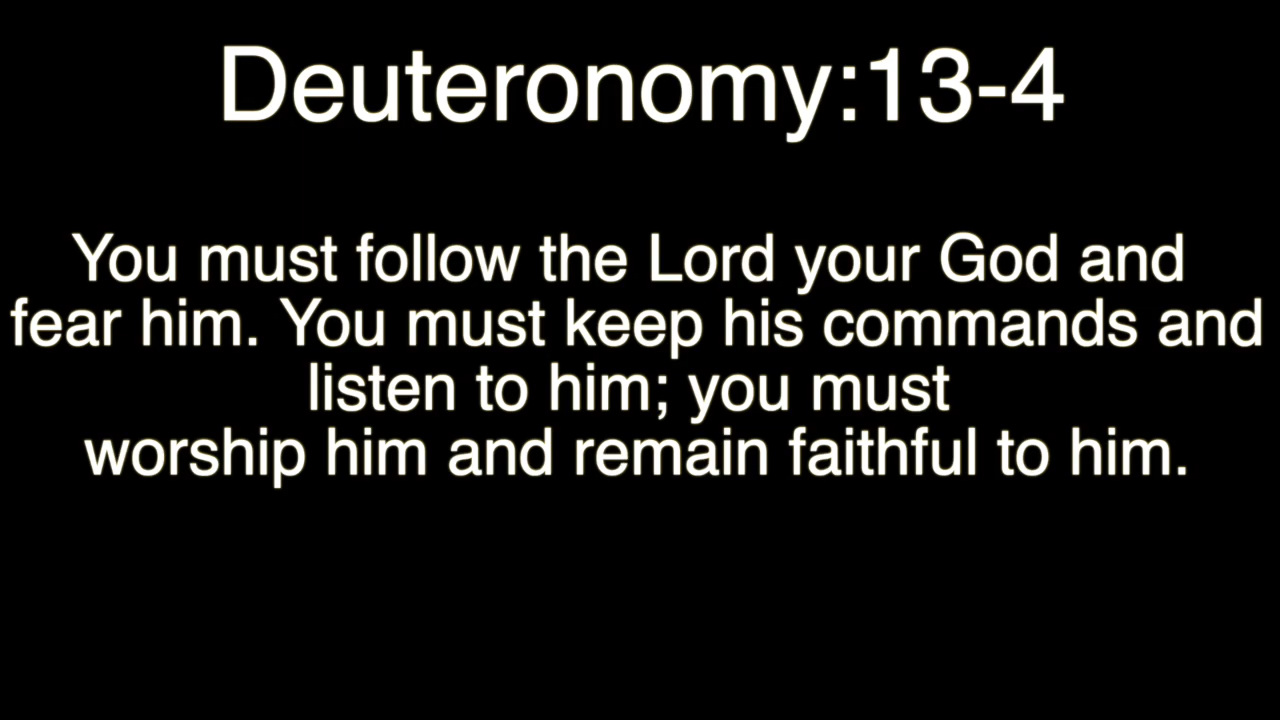 Deuteronomy:13-4
You must follow the Lord your God and
fear him. You must keep his commands and
listen to him; you must
worship him and remain faithful to him.